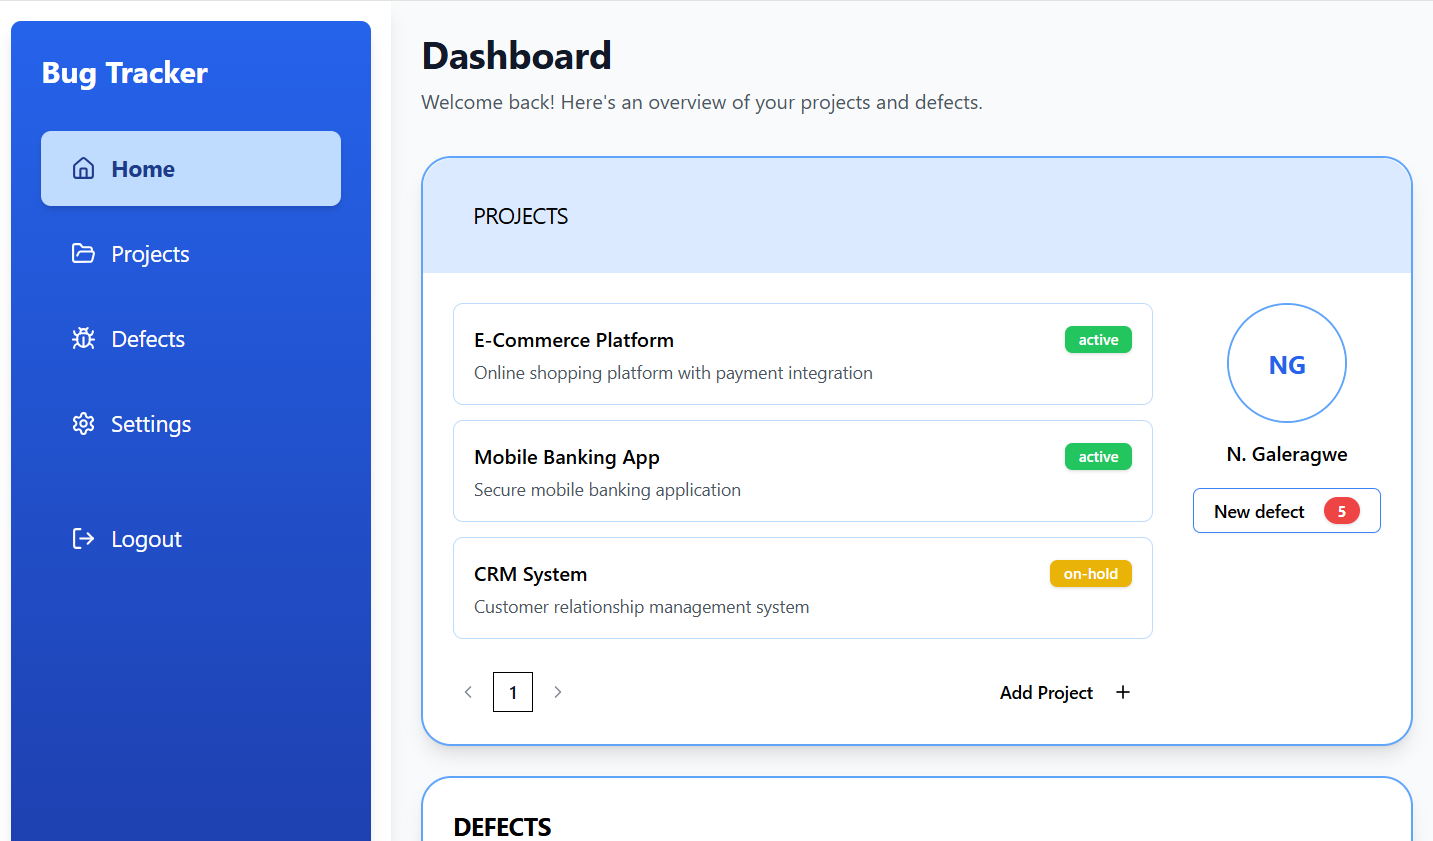 Bug Tracker
Home
Projects
Defects
Settings
Logout
Dashboard
Welcome back! Here's an overview of your projects and defects.
PROJECTS
E-Commerce Platform
active
Online shopping platform with payment integration
Mobile Banking App
active
Secure mobile banking application
CRM System
on-hold
Customer relationship management system
1
Add Project +
NG
N. Galeragwe
New defect 5
DEFECTS